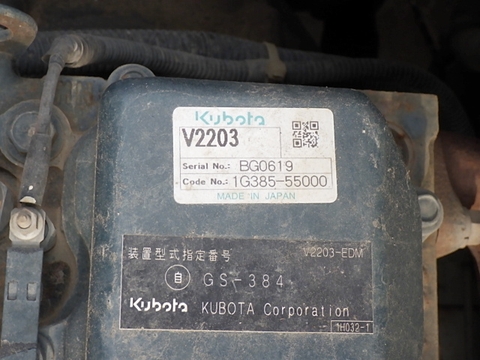 Kubota
V2203
Serial No.: BG0619
Code No.: 1G385-55000
MADE IN JAPAN
装置型式指定番号 V2203-EDM
自 GS-384
Kubota KUBOTA Corporation
1H032-1